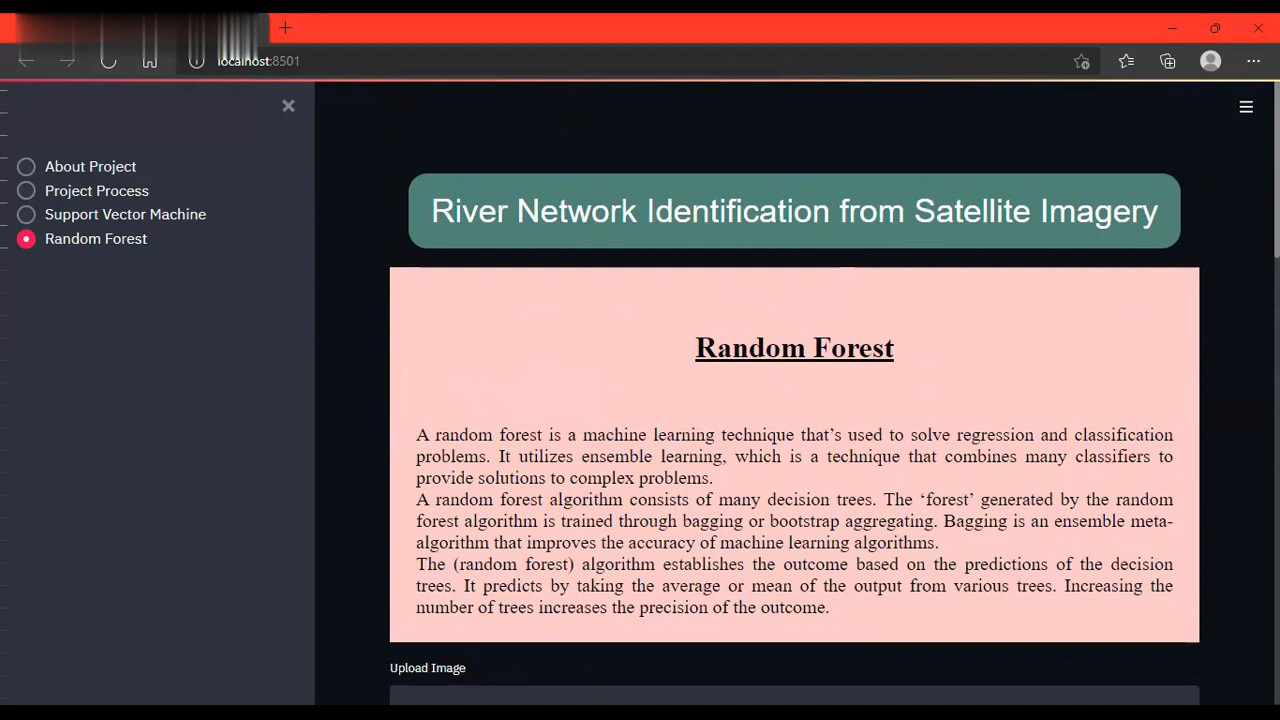 localhost:8501
About Project
Project Process
Support Vector Machine
Random Forest
River Network Identification from Satellite Imagery
Random Forest
A random forest is a machine learning technique that’s used to solve regression and classification
problems. It utilizes ensemble learning, which is a technique that combines many classifiers to
provide solutions to complex problems.
A random forest algorithm consists of many decision trees. The ‘forest’ generated by the random
forest algorithm is trained through bagging or bootstrap aggregating. Bagging is an ensemble meta-
algorithm that improves the accuracy of machine learning algorithms.
The (random forest) algorithm establishes the outcome based on the predictions of the decision
trees. It predicts by taking the average or mean of the output from various trees. Increasing the
number of trees increases the precision of the outcome.
Upload Image